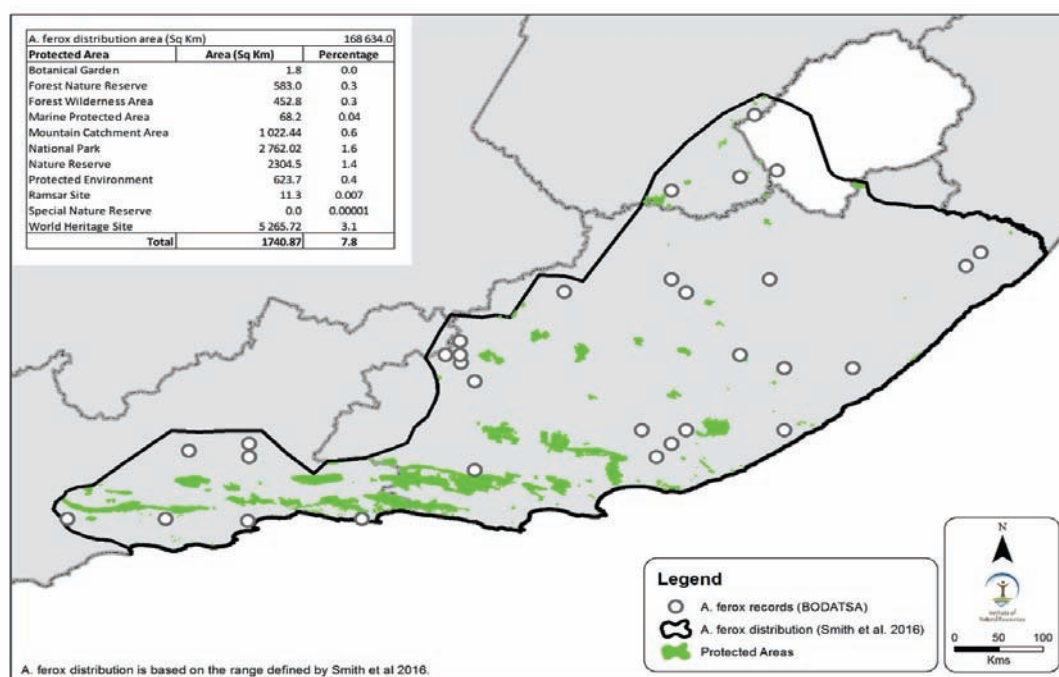 A. ferox distribution area (Sq Km) 168 634.0
Protected Area Area (Sq Km) Percentage
Botanical Garden 1.8 0.0
Forest Nature Reserve 583.0 0.3
Forest Wilderness Area 452.8 0.3
Marine Protected Area 68.2 0.04
Mountain Catchment Area 1 022.44 0.6
National Park 2 762.02 1.6
Nature Reserve 2304.5 1.4
Protected Environment 623.7 0.4
Ramsar Site 11.3 0.007
Special Nature Reserve 0.0 0.00001
World Heritage Site 5 265.72 3.1
Total 1740.87 7.8
Legend
A. ferox records (BODATSA)
A. ferox distribution (Smith et al. 2016)
Protected Areas
N
Institute of
Natural Resources
0 50 100
Kms
A. ferox distribution is based on the range defined by Smith et al 2016.